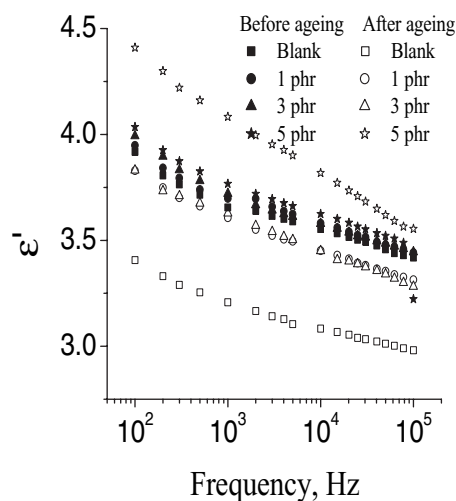 Before ageing After ageing
Blank Blank
1 phr 1 phr
3 phr 3 phr
5 phr 5 phr
4.5
4.0
3.5
3.0
ε'
10² 10³ 10⁴ 10⁵
Frequency, Hz